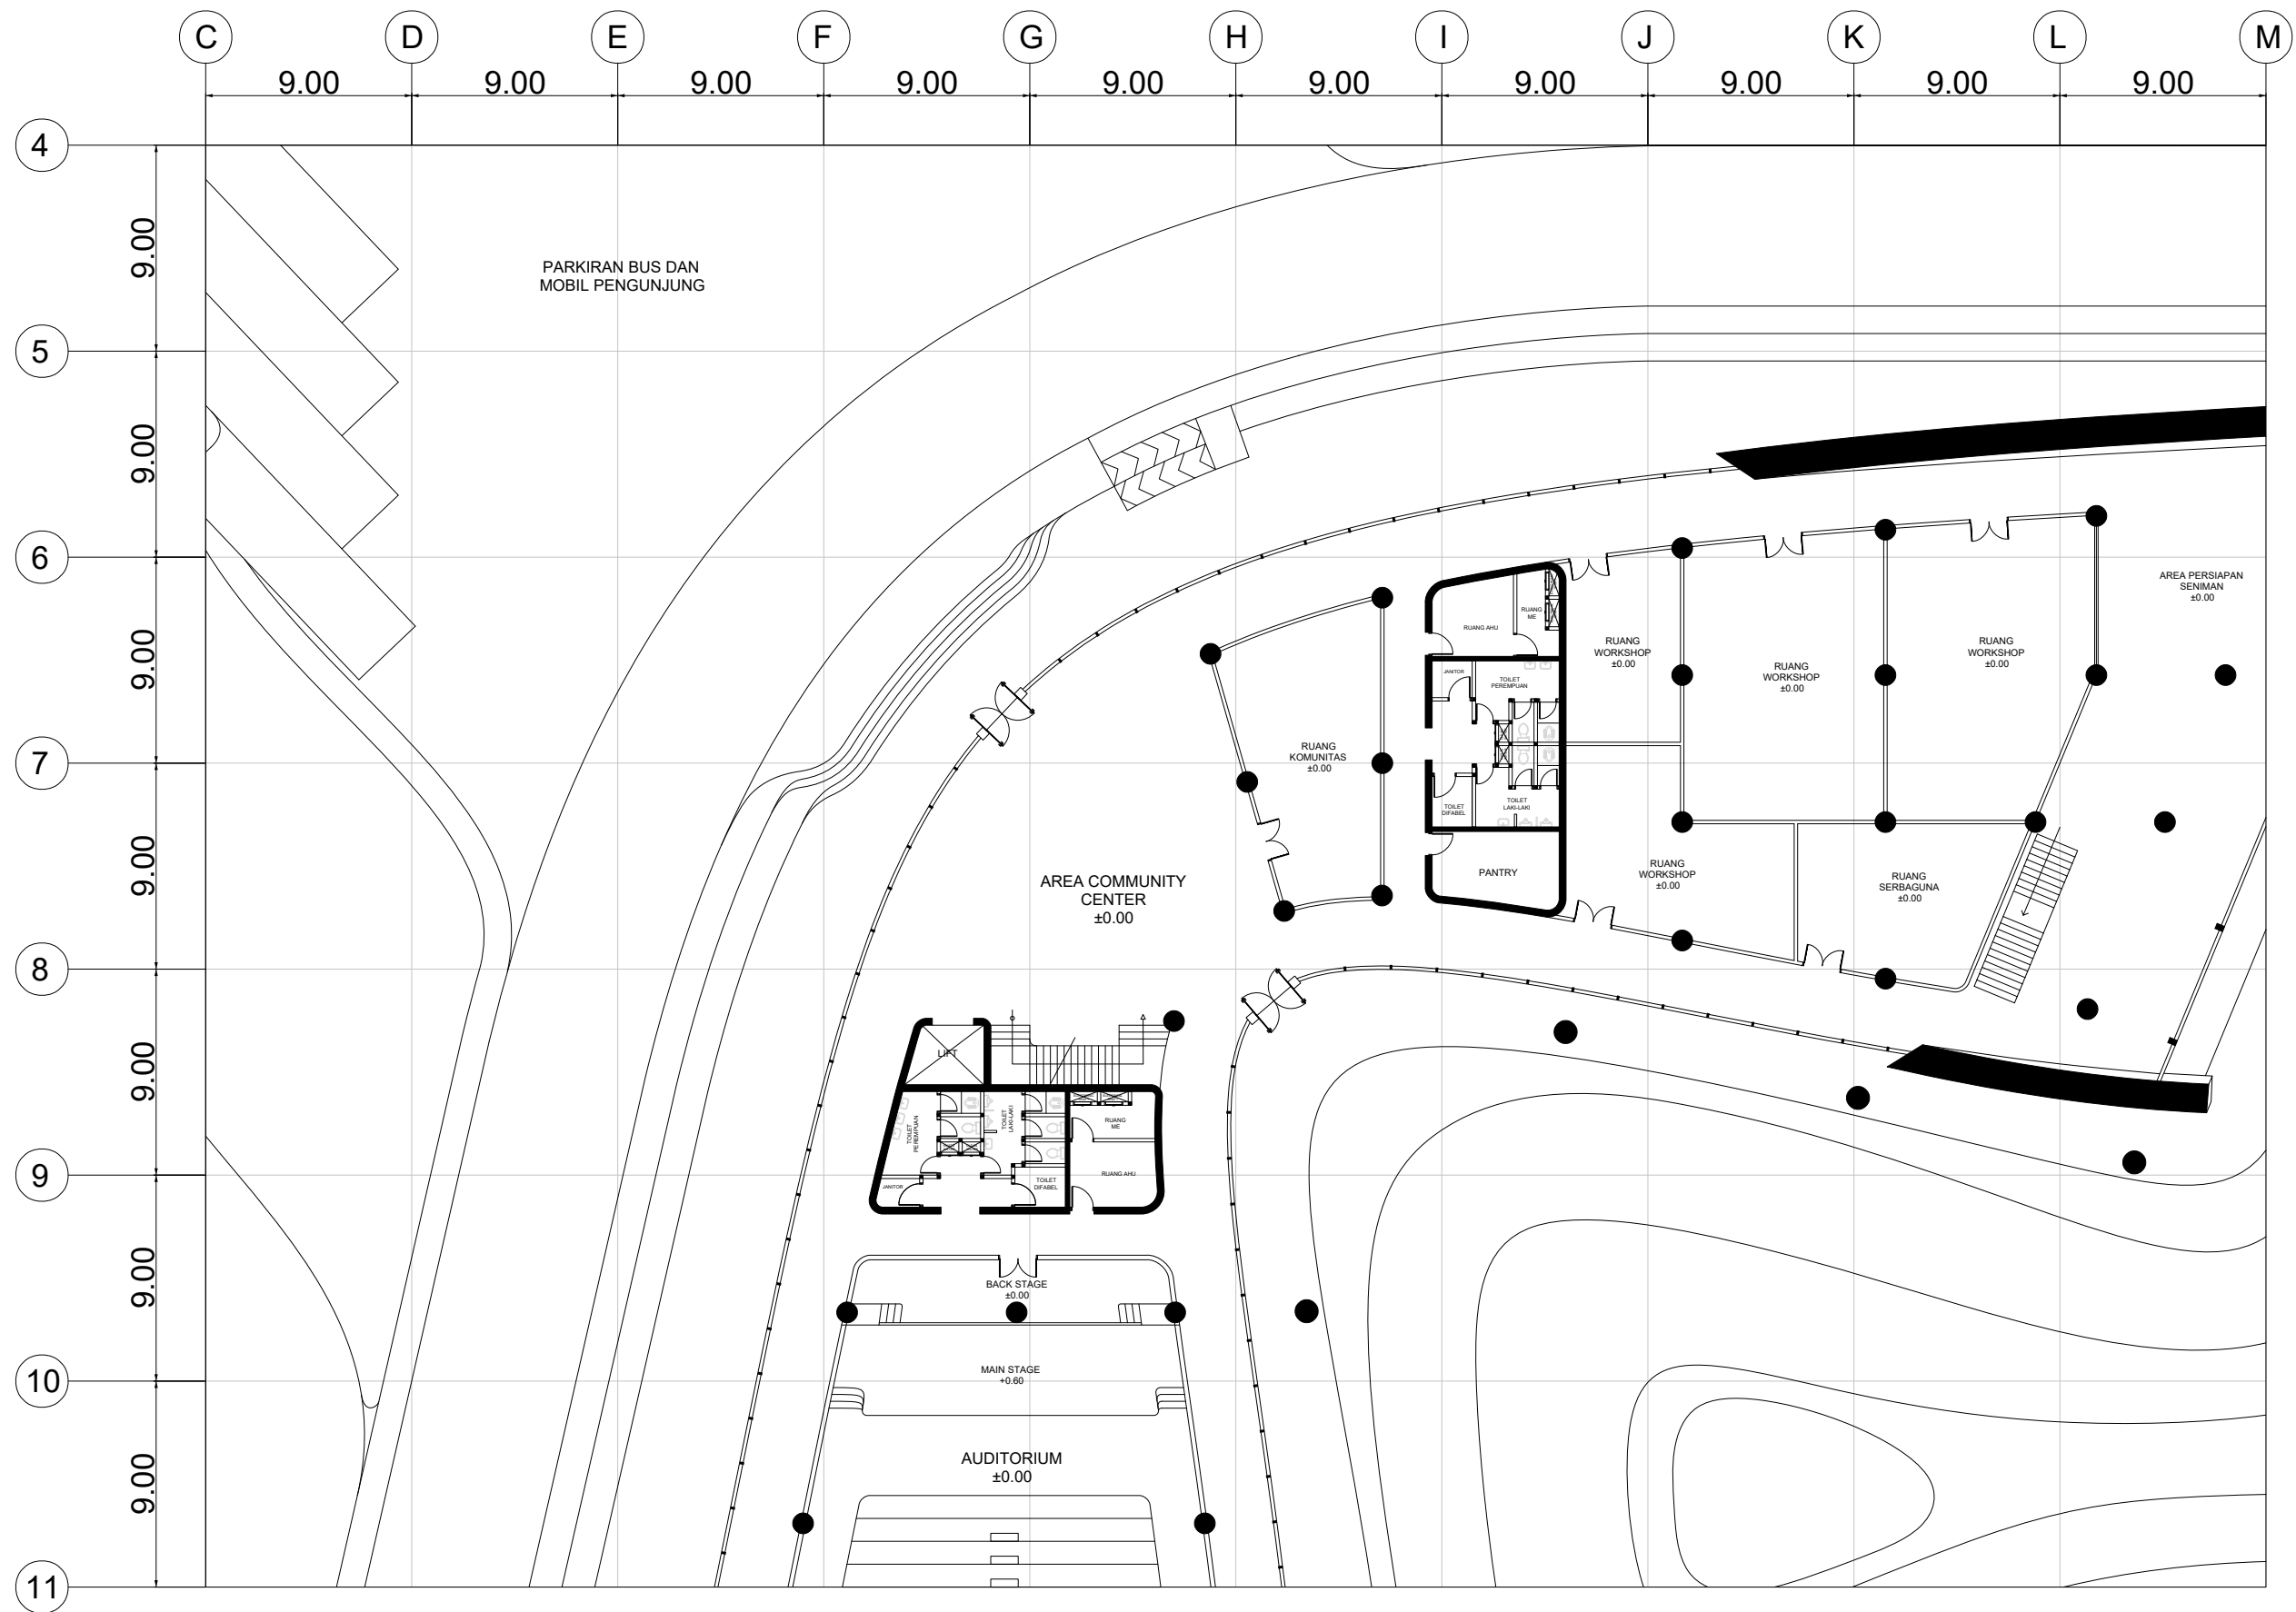 C D E F G H I J K L M
9.00 9.00 9.00 9.00 9.00 9.00 9.00 9.00 9.00 9.00
4
9.00
PARKIRAN BUS DAN
MOBIL PENGUNJUNG
5
9.00
6
AREA PERSIAPAN
SENIMAN
±0.00
RUANG
ME
RUANG AHU
9.00
RUANG
WORKSHOP
±0.00
RUANG
WORKSHOP
±0.00
RUANG
WORKSHOP
±0.00
JANITOR
TOILET
PEREMPUAN
7
RUANG
KOMUNITAS
±0.00
TOILET
DIFABEL
TOILET
LAKI-LAKI
9.00
AREA COMMUNITY
CENTER
±0.00
PANTRY
RUANG
WORKSHOP
±0.00
RUANG
SERBAGUNA
±0.00
8
9.00
LIFT
TOILET
PEREMPUAN
TOILET
LAKI-LAKI
RUANG
ME
9
JANITOR
TOILET
DIFABEL
RUANG AHU
9.00
BACK STAGE
±0.00
10
MAIN STAGE
+0.60
9.00
AUDITORIUM
±0.00
11